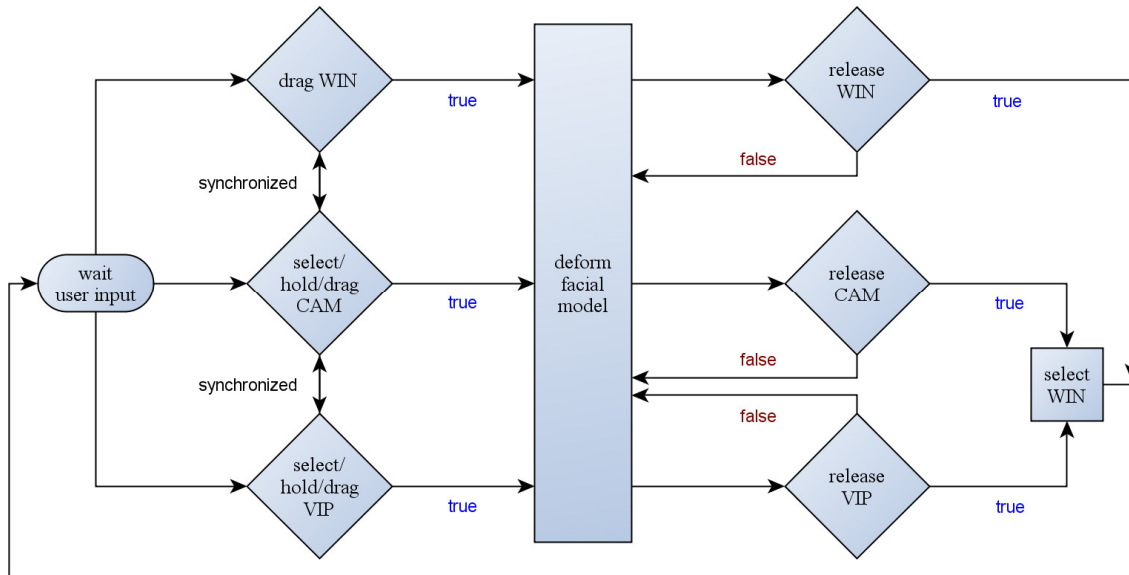 drag WIN
true
release
WIN
true
false
synchronized
wait
user input
select/
hold/drag
CAM
true
deform
facial
model
release
CAM
true
false
synchronized
select
WIN
false
select/
hold/drag
VIP
true
release
VIP
true